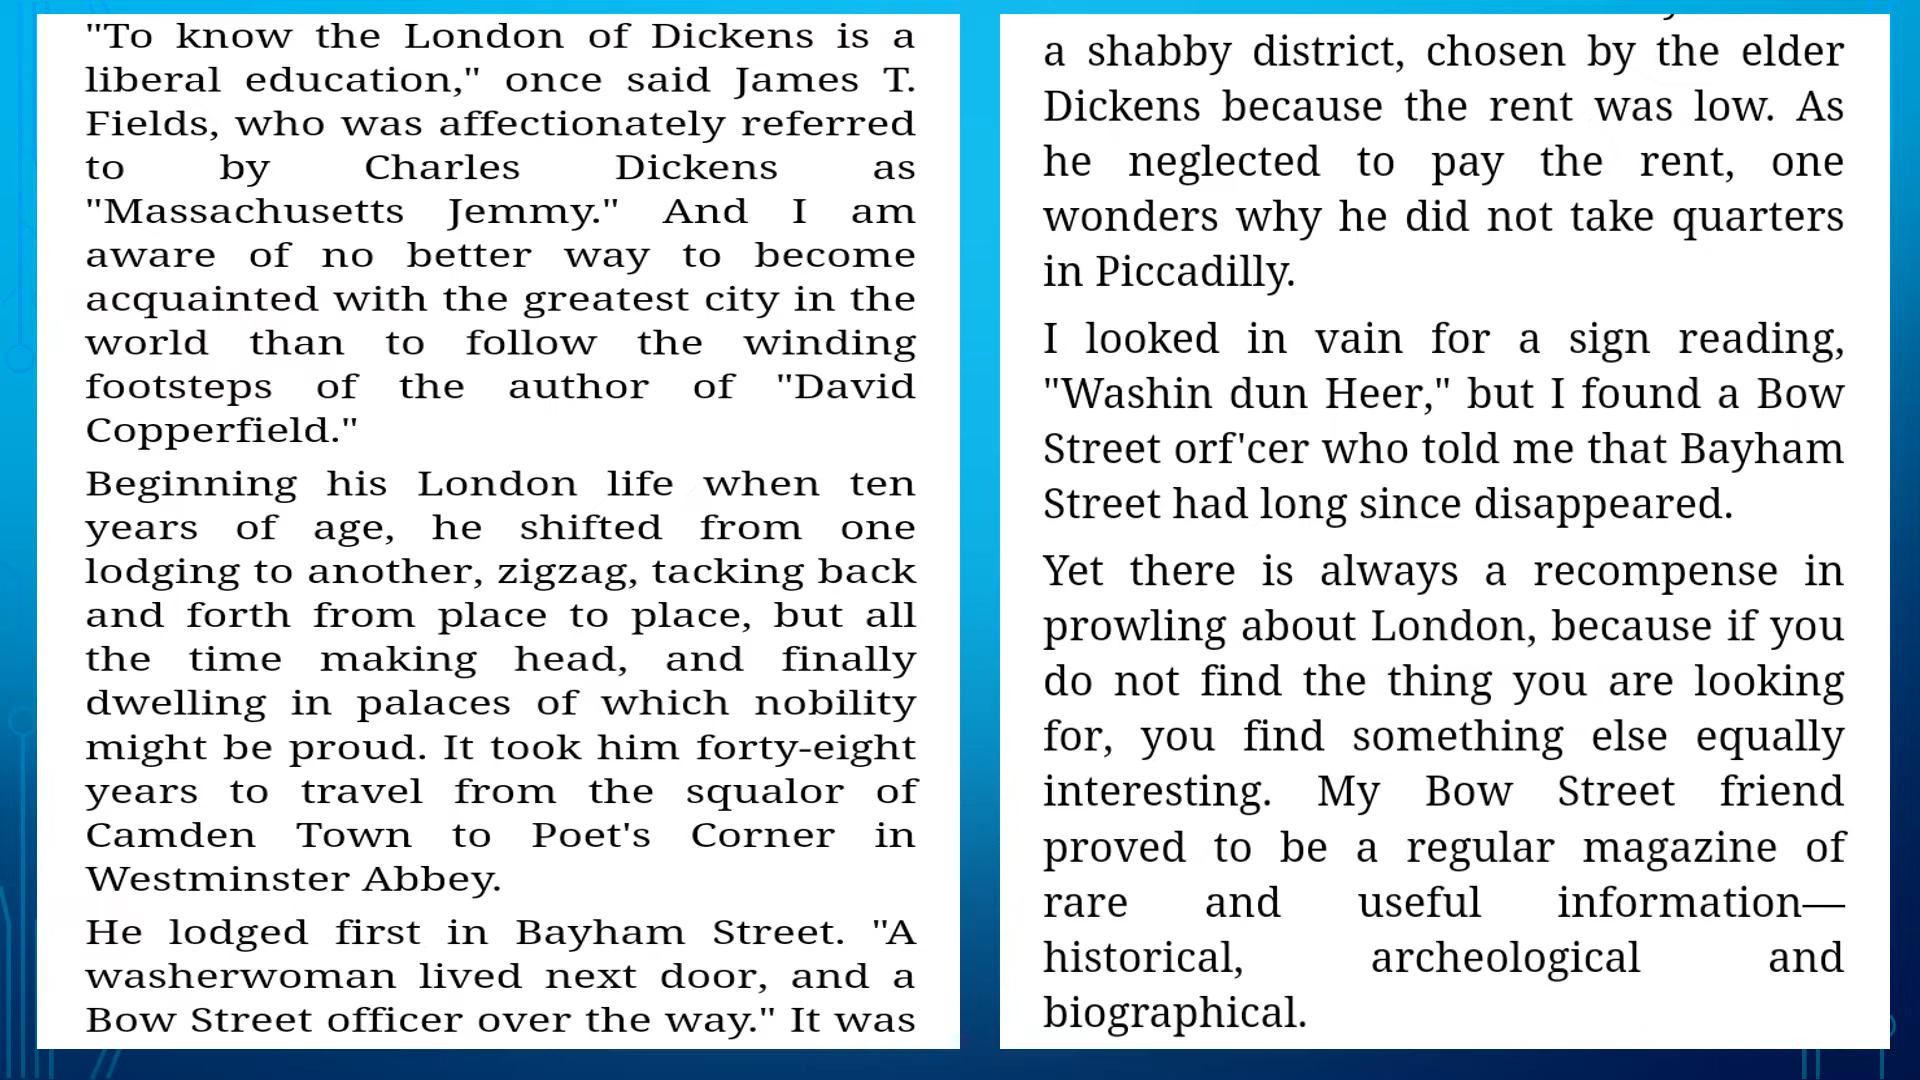 "To know the London of Dickens is a
liberal education," once said James T.
Fields, who was affectionately referred
to by Charles Dickens as
"Massachusetts Jemmy." And I am
aware of no better way to become
acquainted with the greatest city in the
world than to follow the winding
footsteps of the author of "David
Copperfield."
Beginning his London life when ten
years of age, he shifted from one
lodging to another, zigzag, tacking back
and forth from place to place, but all
the time making head, and finally
dwelling in palaces of which nobility
might be proud. It took him forty-eight
years to travel from the squalor of
Camden Town to Poet's Corner in
Westminster Abbey.
He lodged first in Bayham Street. "A
washerwoman lived next door, and a
Bow Street officer over the way." It was
a shabby district, chosen by the elder
Dickens because the rent was low. As
he neglected to pay the rent, one
wonders why he did not take quarters
in Piccadilly.
I looked in vain for a sign reading,
"Washin dun Heer," but I found a Bow
Street orf'cer who told me that Bayham
Street had long since disappeared.
Yet there is always a recompense in
prowling about London, because if you
do not find the thing you are looking
for, you find something else equally
interesting. My Bow Street friend
proved to be a regular magazine of
rare and useful information—
historical, archeological and
biographical.